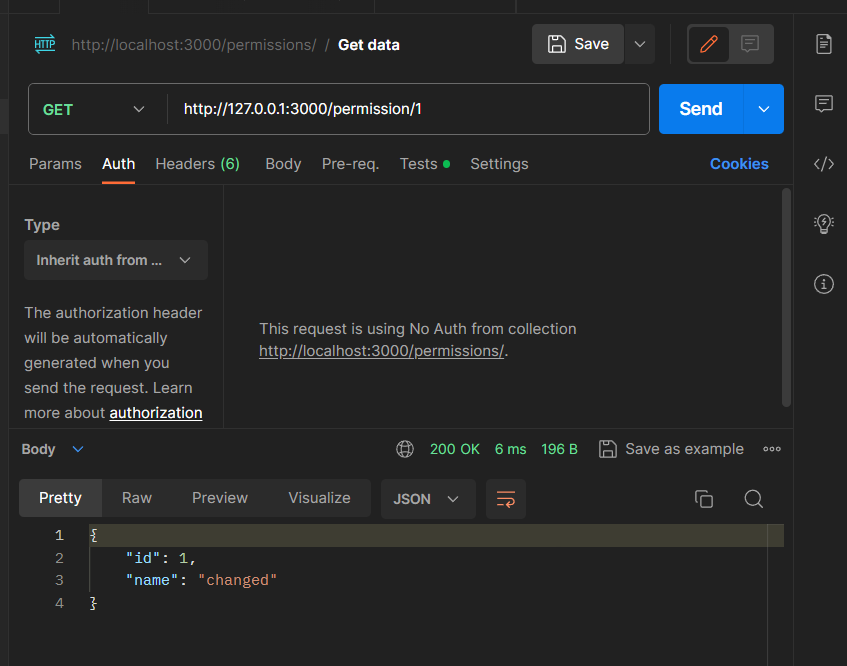 HTTP http://localhost:3000/permissions/ / Get data Save
GET http://127.0.0.1:3000/permission/1 Send
Params Auth Headers (6) Body Pre-req. Tests Settings Cookies
Type
Inherit auth from ...
The authorization header
will be automatically
generated when you
send the request. Learn
more about authorization
This request is using No Auth from collection
http://localhost:3000/permissions/.
Body 200 OK 6 ms 196 B Save as example
Pretty Raw Preview Visualize JSON
1 {
2 "id": 1,
3 "name": "changed"
4 }